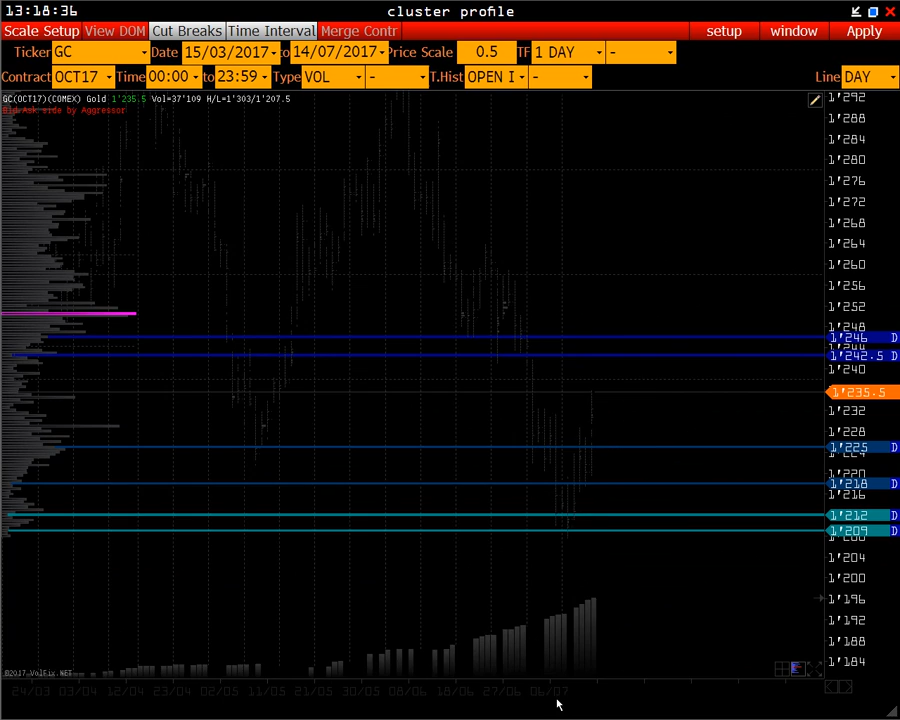 13:18:36 cluster profile
Scale Setup View DOM Cut Breaks Time Interval Merge Contr setup window Apply
Ticker GC Date 15/03/2017 to 14/07/2017 Price Scale 0.5 TF 1 DAY -
Contract OCT17 Time 00:00 to 23:59 Type VOL - T.Hist OPEN I - Line DAY
GC(OCT17)(COMEX) Gold 1'235.5 Vol=37'109 H/L=1'303/1'207.5
Bid/Ask side by Aggressor
1'292
1'288
1'284
1'280
1'276
1'272
1'268
1'264
1'260
1'256
1'252
1'248
1'246 D
1'244
1'242.5 D
1'240
1'235.5
1'232
1'228
1'225 D
1'224
1'220
1'218 D
1'216
1'212 D
1'209 D
1'204
1'200
1'196
1'192
1'188
1'184
©2017 VolFix.NET
24/03 03/04 12/04 23/04 02/05 11/05 21/05 30/05 08/06 18/06 27/06 06/07